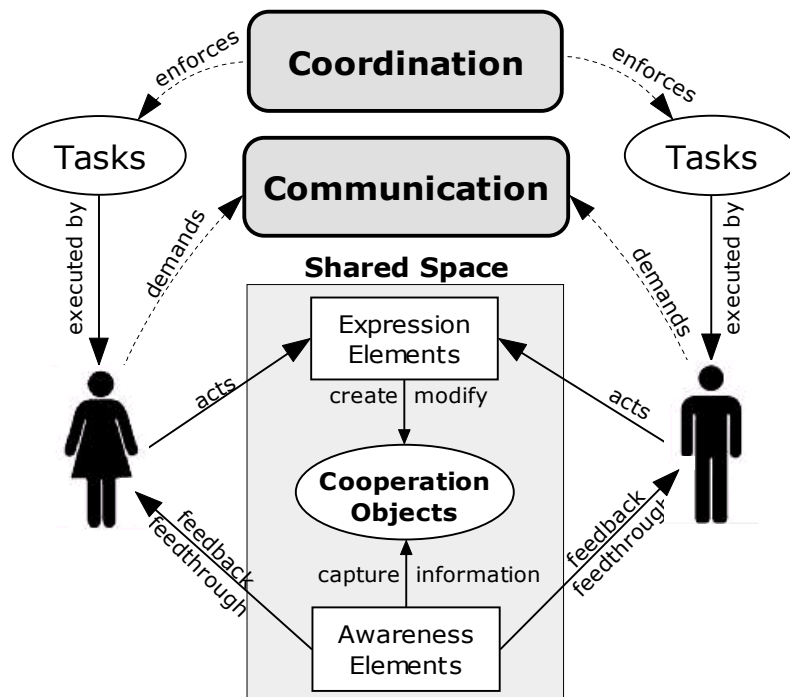 enforces
Coordination
enforces
Tasks
Tasks
Communication
executed by
demands
demands
executed by
Shared Space
Expression
Elements
acts
acts
create modify
Cooperation
Objects
feedback
feedthrough
feedback
feedthrough
capture information
Awareness
Elements